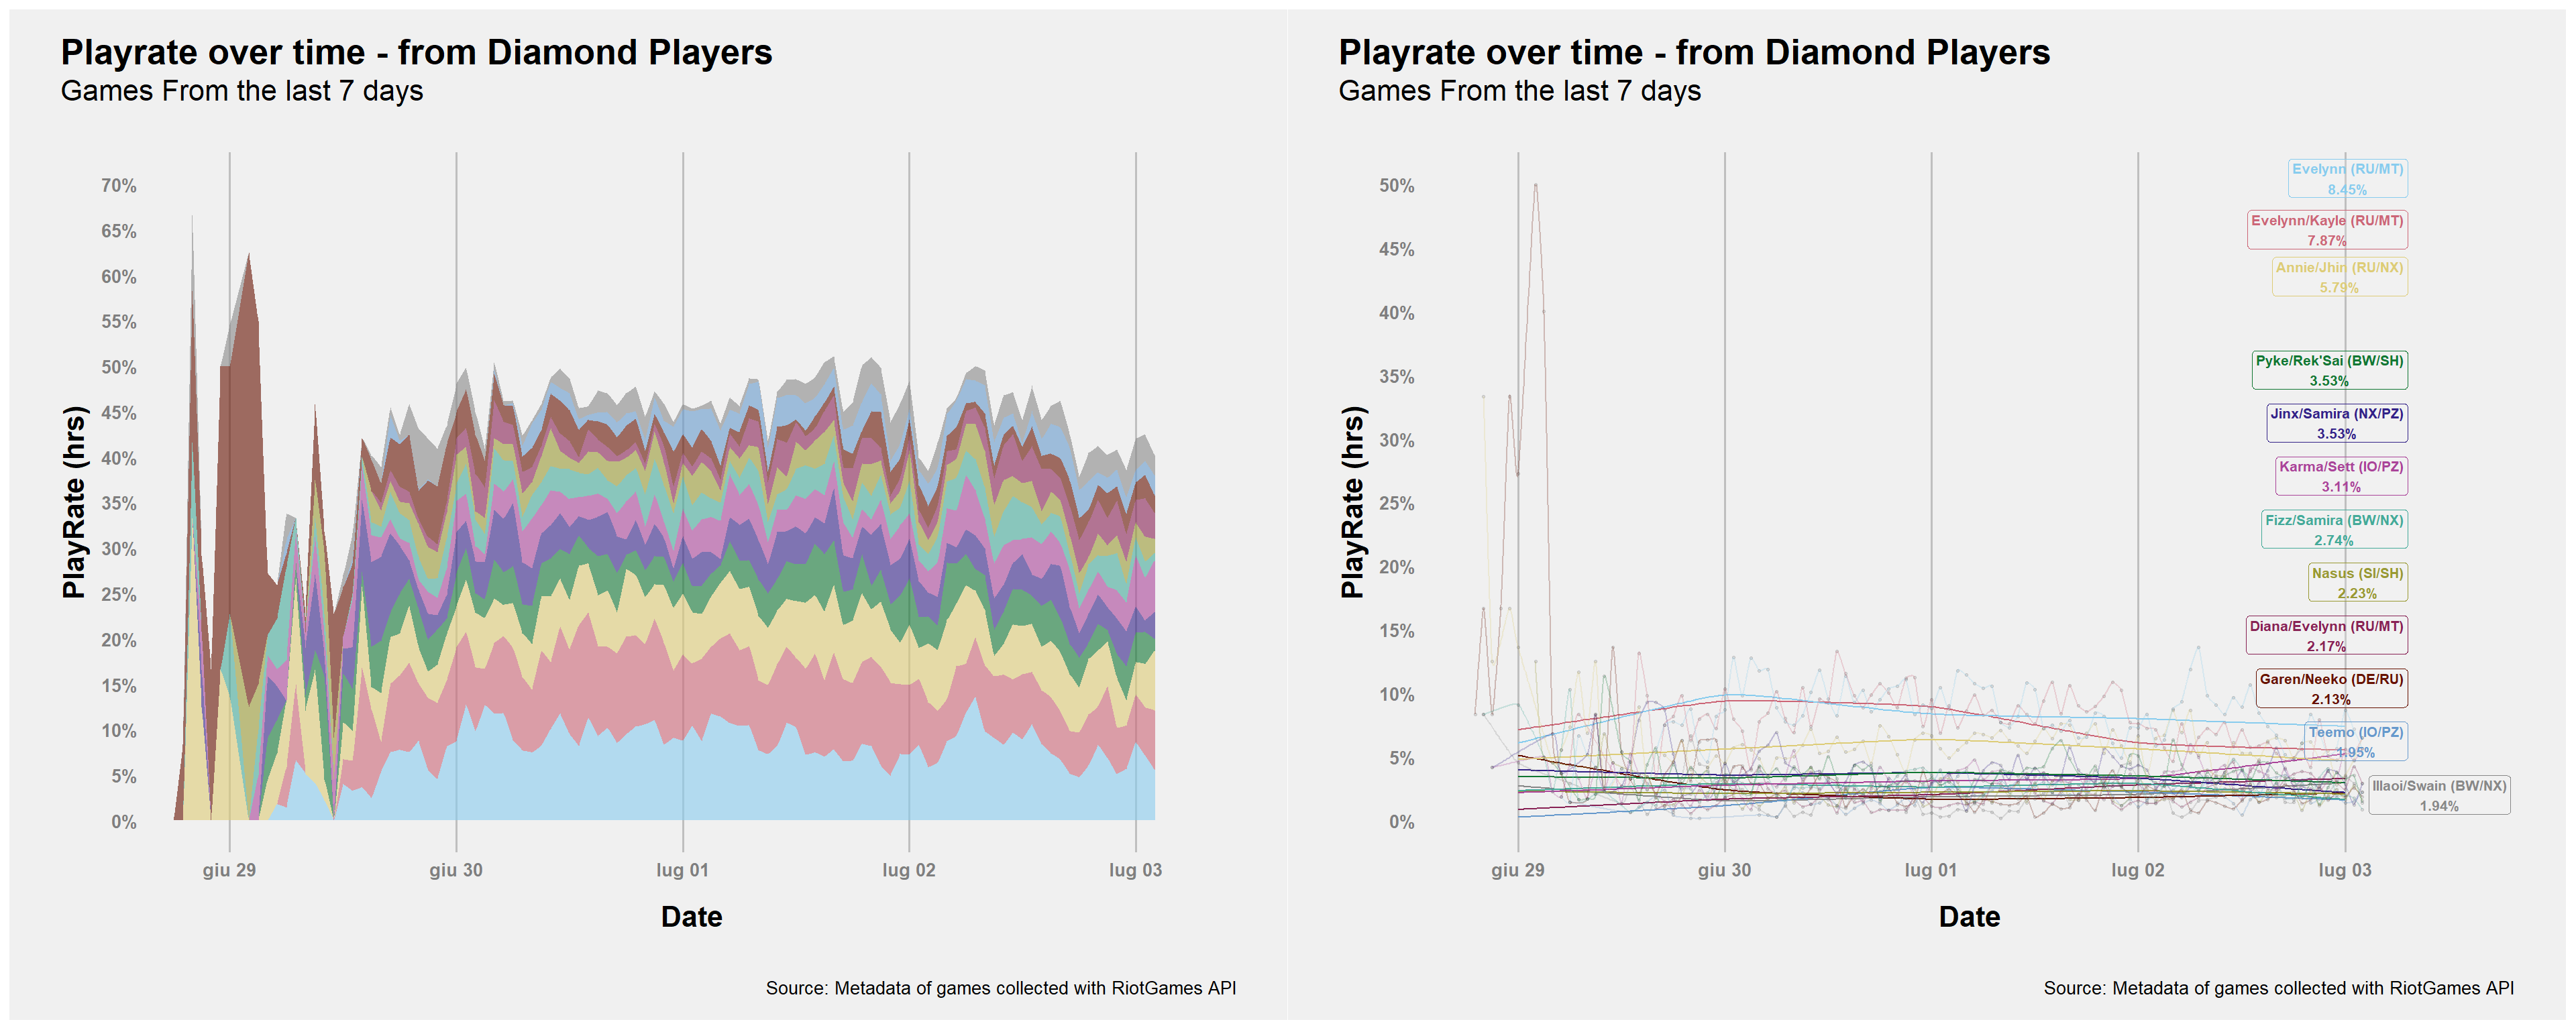 Playrate over time - from Diamond Players
Games From the last 7 days
70%
65%
60%
55%
50%
45%
40%
35%
30%
25%
20%
15%
10%
5%
0%
PlayRate (hrs)
giu 29
giu 30
lug 01
lug 02
lug 03
Date
Source: Metadata of games collected with RiotGames API
Playrate over time - from Diamond Players
Games From the last 7 days
50%
45%
40%
35%
30%
25%
20%
15%
10%
5%
0%
PlayRate (hrs)
Evelynn (RU/MT)
8.45%
Evelynn/Kayle (RU/MT)
7.87%
Annie/Jhin (RU/NX)
5.79%
Pyke/Rek'Sai (BW/SH)
3.53%
Jinx/Samira (NX/PZ)
3.53%
Karma/Sett (IO/PZ)
3.11%
Fizz/Samira (BW/NX)
2.74%
Nasus (SI/SH)
2.23%
Diana/Evelynn (RU/MT)
2.17%
Garen/Neeko (DE/RU)
2.13%
Teemo (IO/PZ)
1.95%
Illaoi/Swain (BW/NX)
1.94%
giu 29
giu 30
lug 01
lug 02
lug 03
Date
Source: Metadata of games collected with RiotGames API